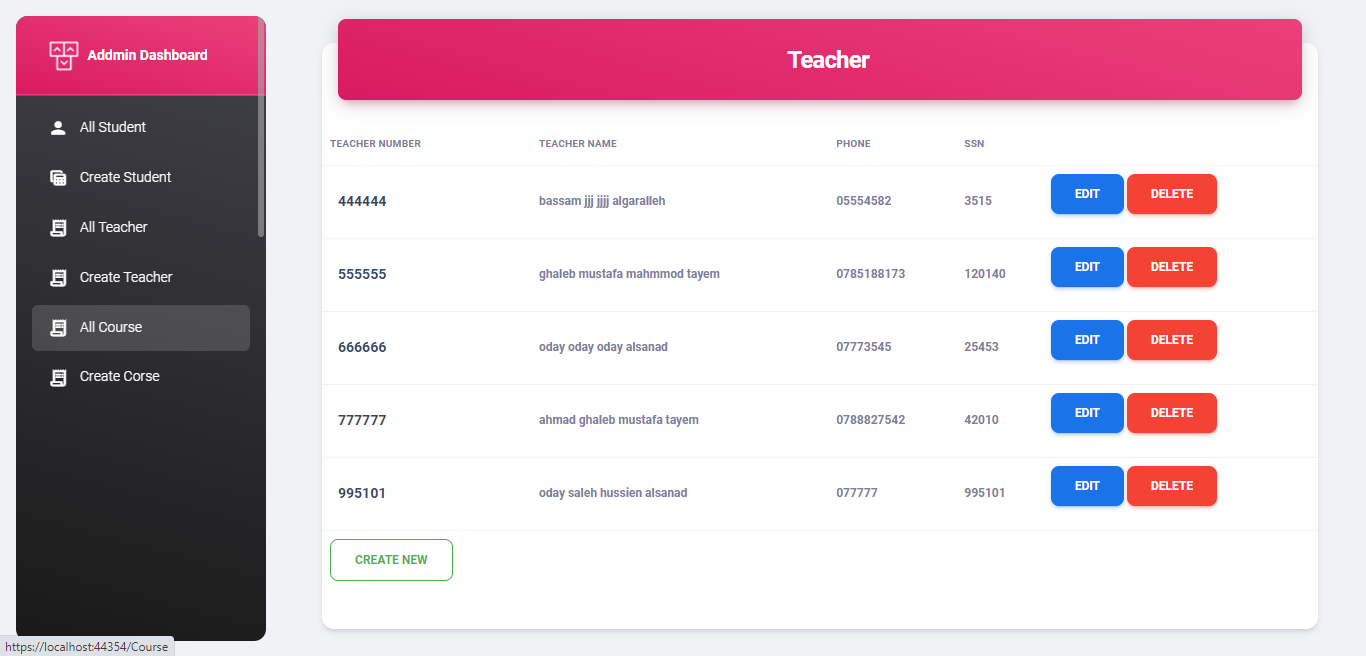 Addmin Dashboard
All Student
Create Student
All Teacher
Create Teacher
All Course
Create Corse
Teacher
TEACHER NUMBER TEACHER NAME PHONE SSN
444444 bassam jjj jjjj algaralleh 05554582 3515 EDIT DELETE
555555 ghaleb mustafa mahmmod tayem 0785188173 120140 EDIT DELETE
666666 oday oday oday alsanad 07773545 25453 EDIT DELETE
777777 ahmad ghaleb mustafa tayem 0788827542 42010 EDIT DELETE
995101 oday saleh hussien alsanad 077777 995101 EDIT DELETE
CREATE NEW
https://localhost:44354/Course